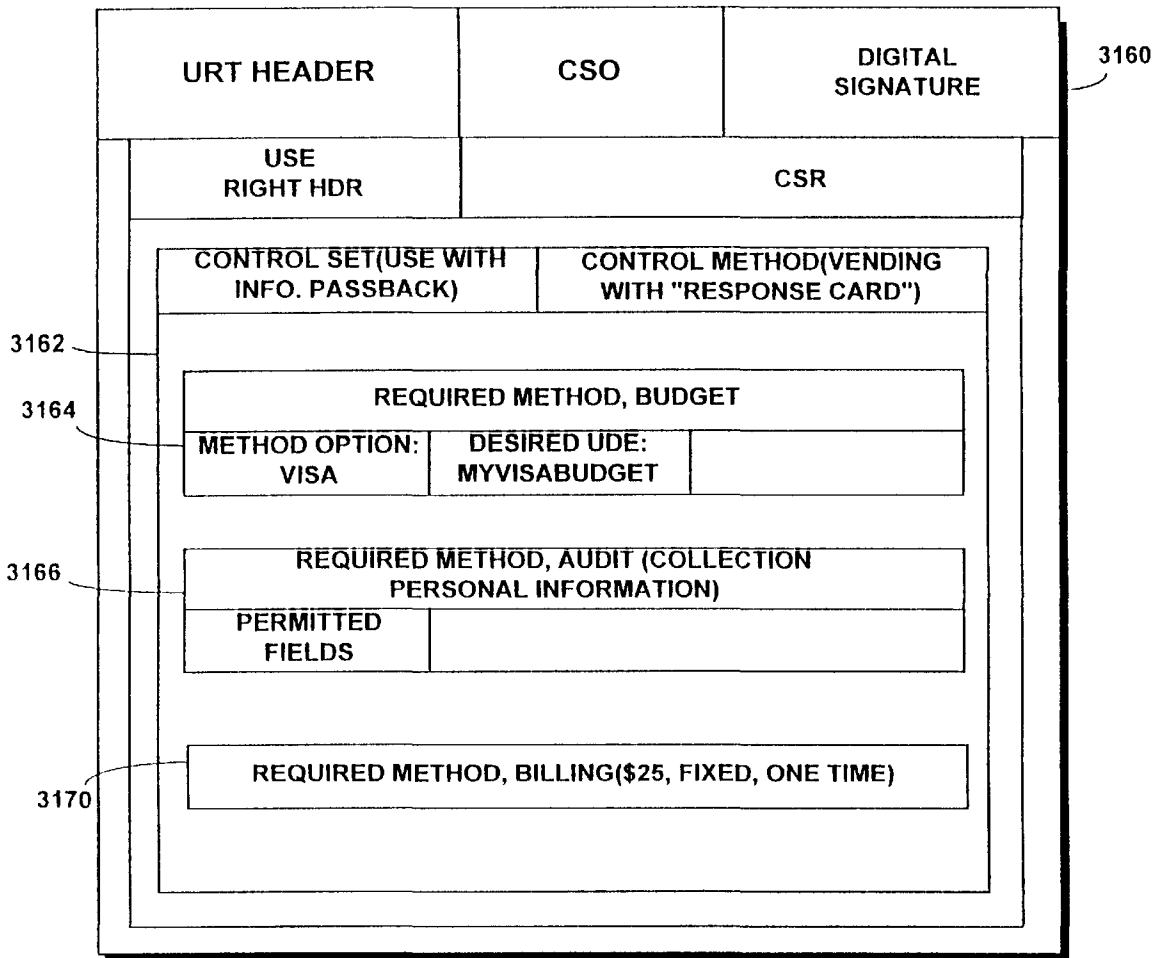 URT HEADER
CSO
DIGITAL
SIGNATURE
3160
USE
RIGHT HDR
CSR
CONTROL SET(USE WITH
INFO. PASSBACK)
CONTROL METHOD(VENDING
WITH "RESPONSE CARD")
3162
REQUIRED METHOD, BUDGET
3164
METHOD OPTION:
VISA
DESIRED UDE:
MYVISABUDGET
REQUIRED METHOD, AUDIT (COLLECTION
PERSONAL INFORMATION)
3166
PERMITTED
FIELDS
REQUIRED METHOD, BILLING($25, FIXED, ONE TIME)
3170